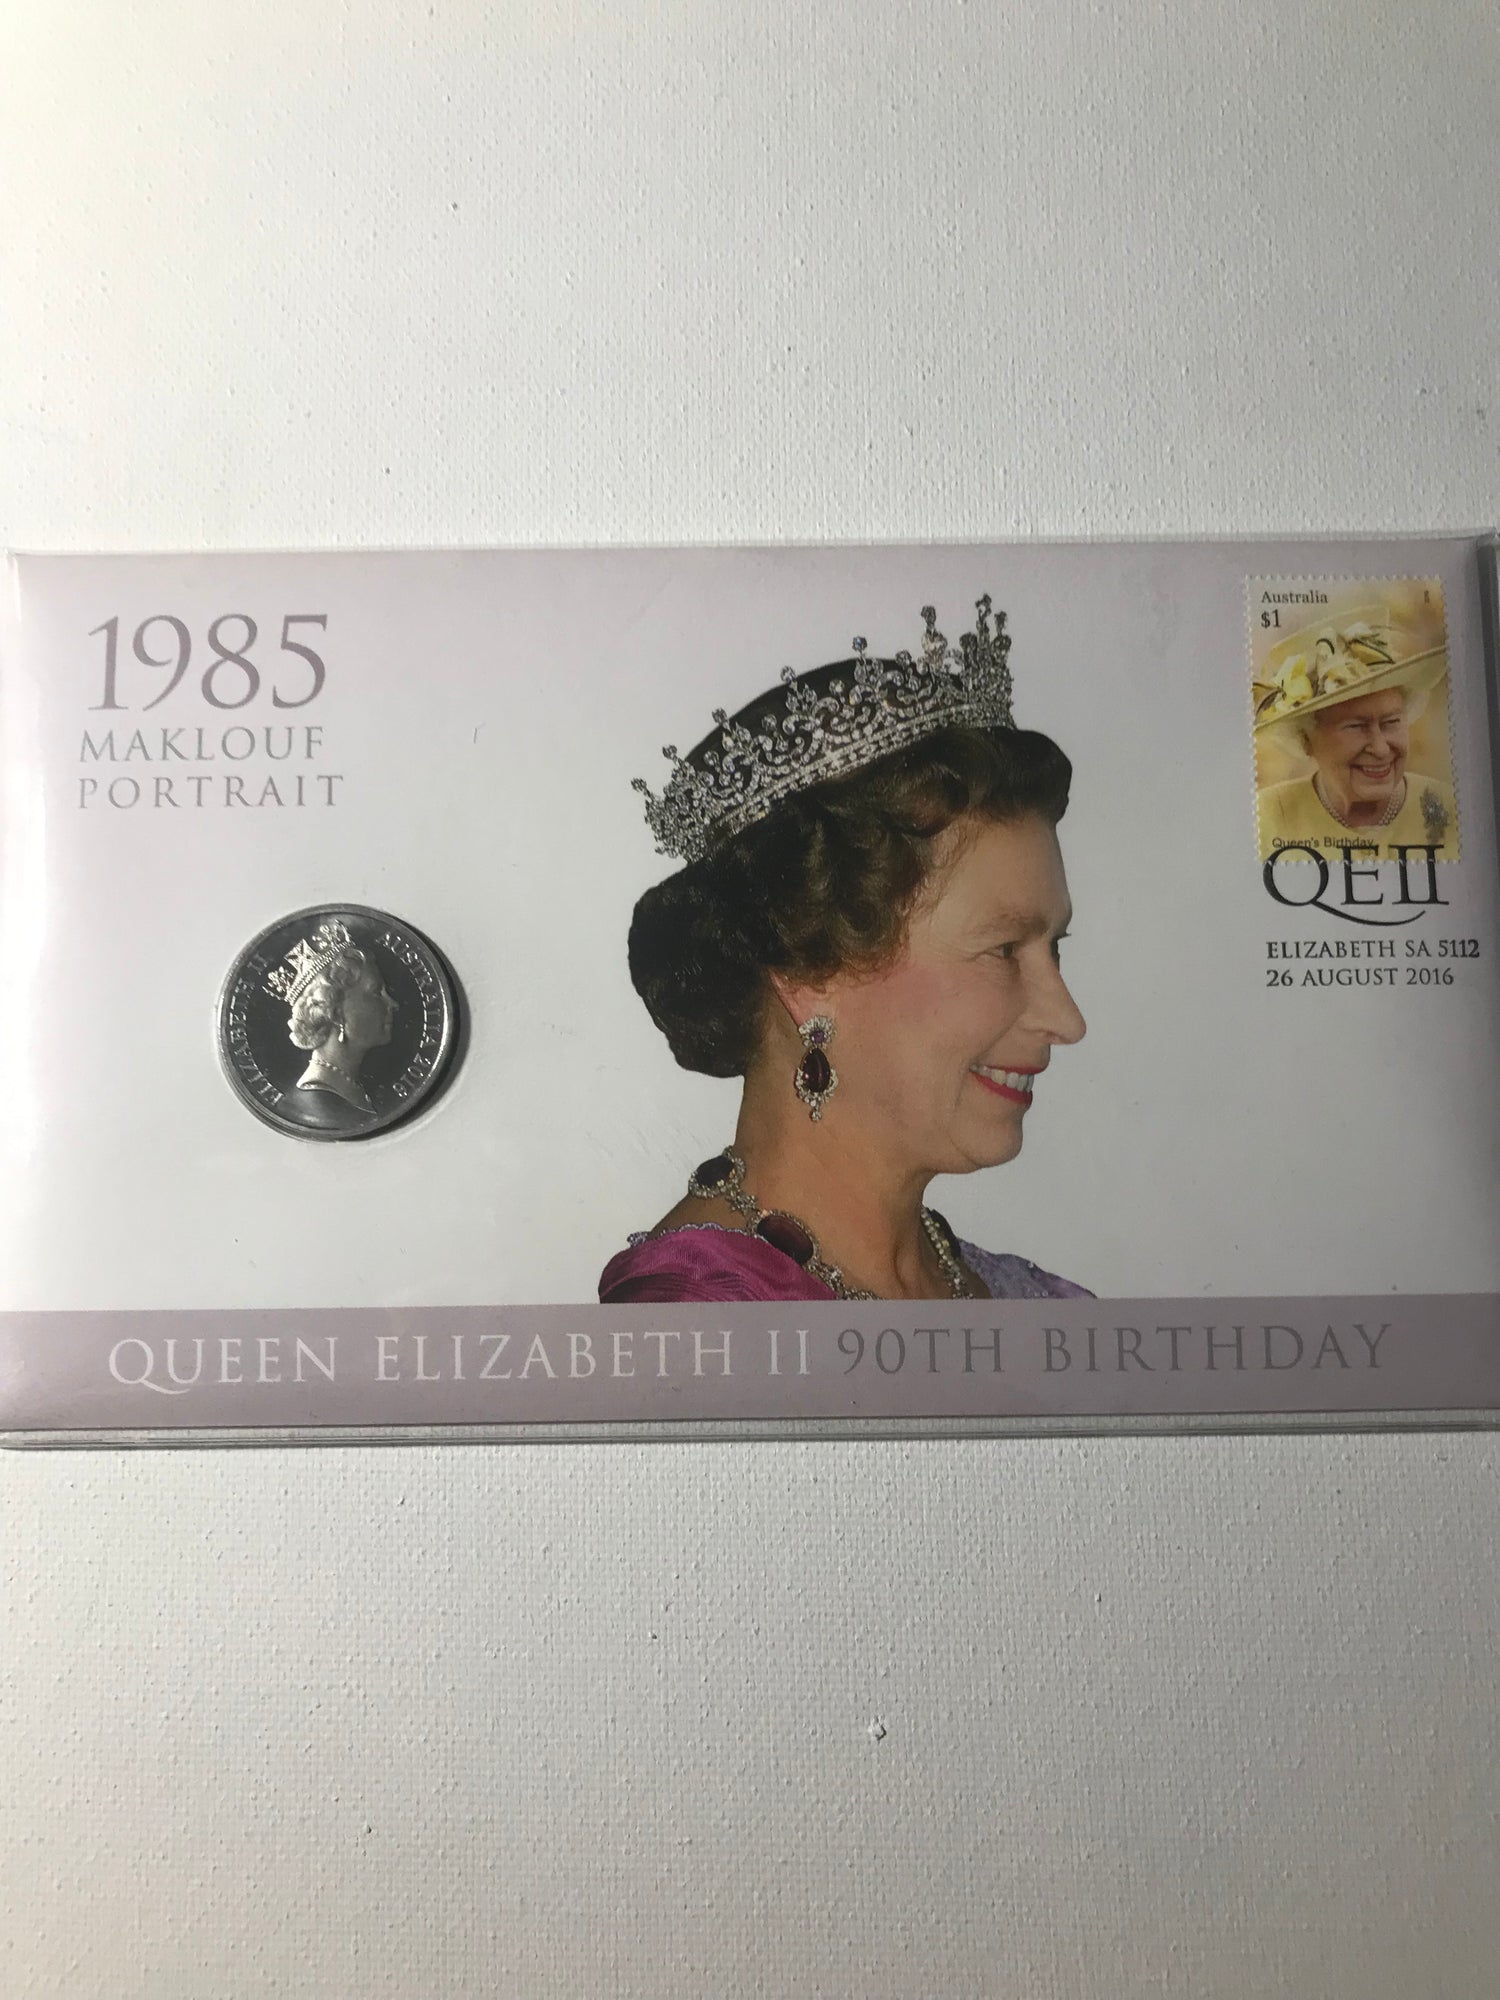 1985
MAKLOUF
PORTRAIT
Australia
$1
Queen's Birthday
QEII
ELIZABETH SA 5112
26 AUGUST 2016
ELIZABETH II
AUSTRALIA 2016
QUEEN ELIZABETH II 90TH BIRTHDAY